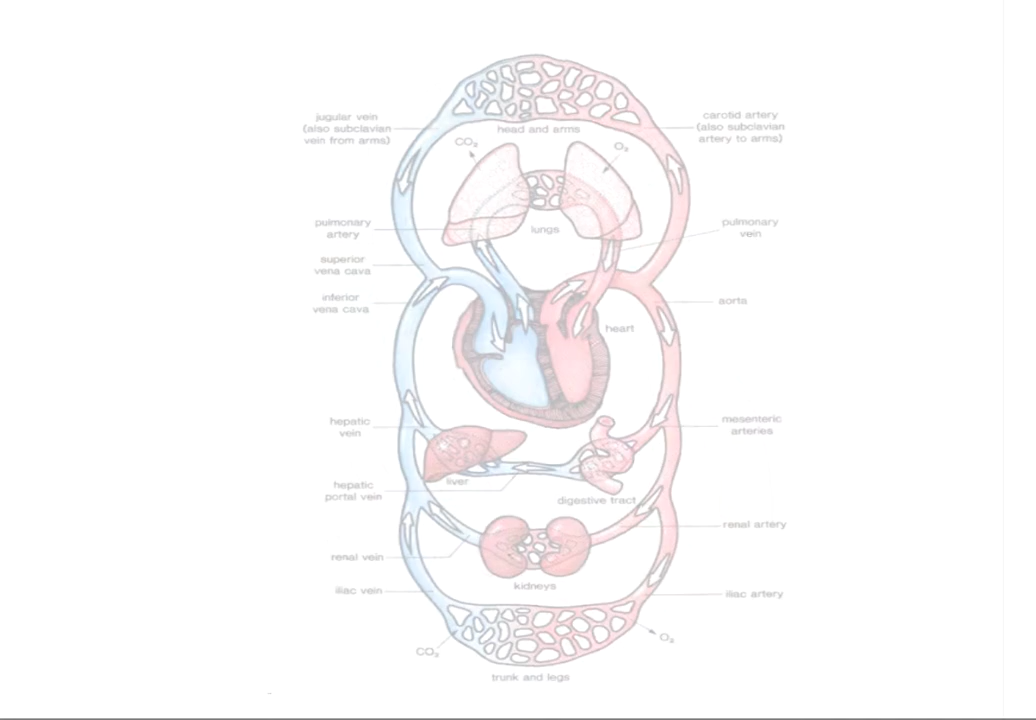 jugular vein
(also subclavian
vein from arms)
head and arms
carotid artery
(also subclavian
artery to arms)
CO₂
O₂
pulmonary
artery
lungs
pulmonary
vein
superior
vena cava
inferior
vena cava
aorta
heart
hepatic
vein
mesenteric
arteries
liver
hepatic
portal vein
digestive tract
renal artery
renal vein
kidneys
iliac vein
iliac artery
CO₂
O₂
trunk and legs